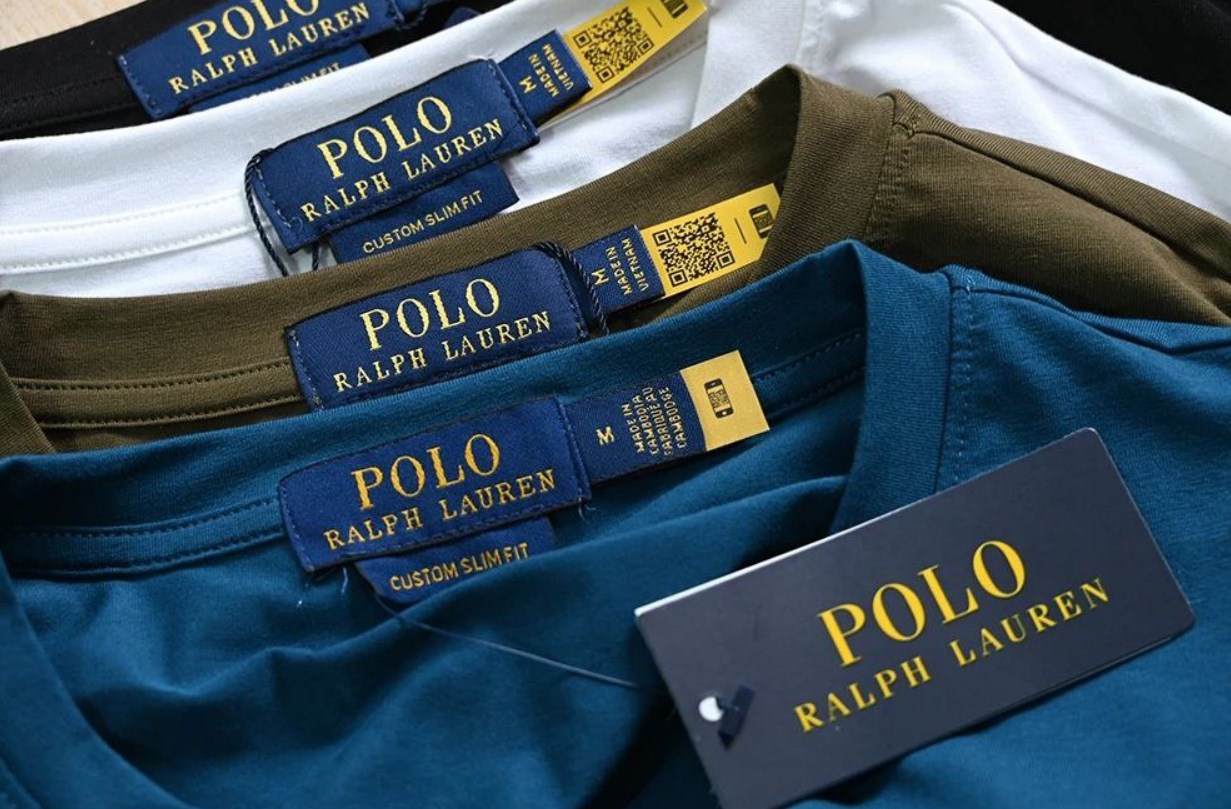 POLO
RALPH LAUREN
POLO
RALPH LAUREN
CUSTOM SLIM FIT
M
MADE IN
VIETNAM
POLO
RALPH LAUREN
M
MADE IN
VIETNAM
POLO
RALPH LAUREN
CUSTOM SLIM FIT
M
MADE IN
CAMBODIA
FABRIQUÉ AU
CAMBODGE
POLO
RALPH LAUREN